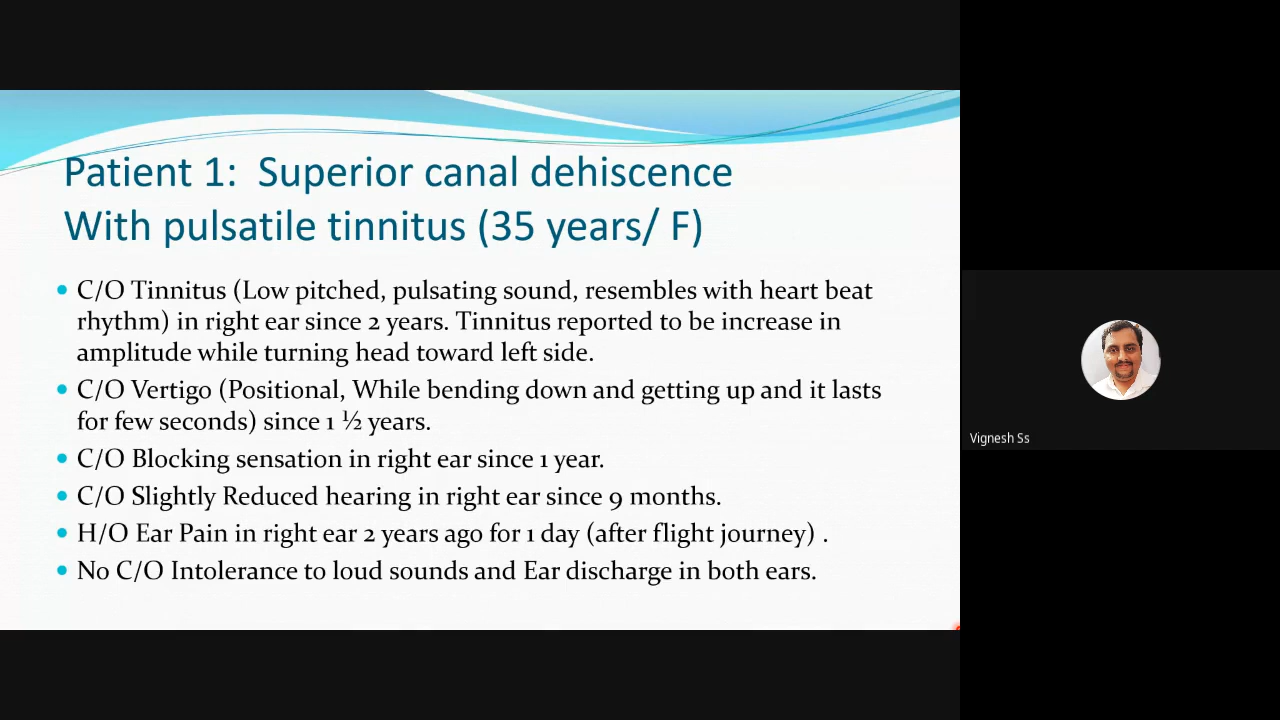 Patient 1:  Superior canal dehiscence
With pulsatile tinnitus (35 years/ F)
• C/O Tinnitus (Low pitched, pulsating sound, resembles with heart beat
rhythm) in right ear since 2 years. Tinnitus reported to be increase in
amplitude while turning head toward left side.
• C/O Vertigo (Positional, While bending down and getting up and it lasts
for few seconds) since 1 ½ years.
• C/O Blocking sensation in right ear since 1 year.
• C/O Slightly Reduced hearing in right ear since 9 months.
• H/O Ear Pain in right ear 2 years ago for 1 day (after flight journey) .
• No C/O Intolerance to loud sounds and Ear discharge in both ears.
Vignesh Ss